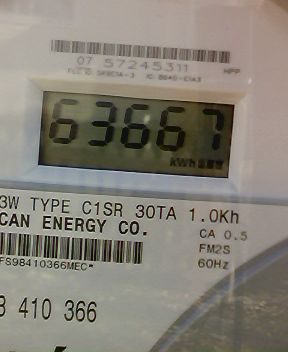 07 57245311
63667
kWh
3W TYPE C1SR 30TA 1.0Kh
CAN ENERGY CO.
CA 0.5
FM2S
FS98410366MEC*
60Hz
8 410 366